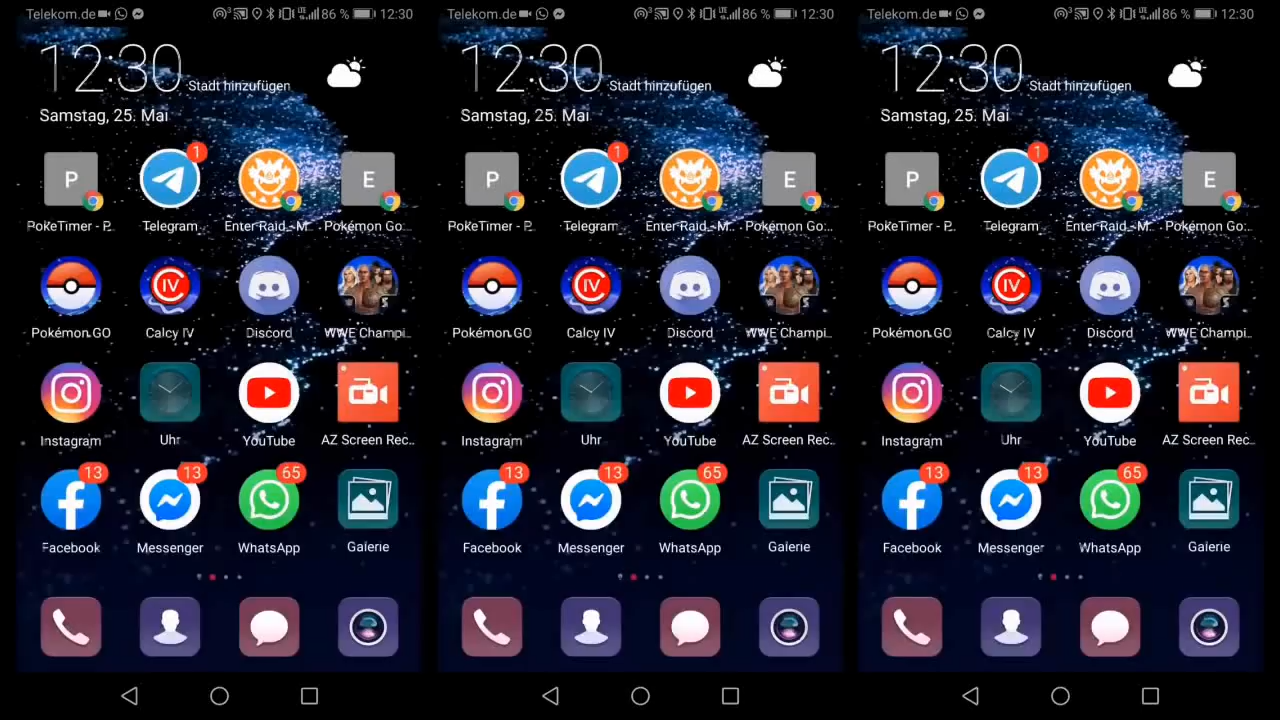 Telekom.de 86 % 12:30
12:30 Stadt hinzufügen
Samstag, 25. Mai
P 1 E
PokeTimer - P.. Telegram Enter Raid - M.. Pokémon Go:..
IV
Pokémon GO Calcy IV Discord WWE Champi..
Instagram Uhr YouTube AZ Screen Rec..
13 13 65
Facebook Messenger WhatsApp Galerie
Telekom.de 86 % 12:30
12:30 Stadt hinzufügen
Samstag, 25. Mai
P 1 E
PokeTimer - P.. Telegram Enter Raid - M.. Pokémon Go:..
IV
Pokémon GO Calcy IV Discord WWE Champi..
Instagram Uhr YouTube AZ Screen Rec..
13 13 65
Facebook Messenger WhatsApp Galerie
Telekom.de 86 % 12:30
12:30 Stadt hinzufügen
Samstag, 25. Mai
P 1 E
PokeTimer - P.. Telegram Enter Raid - M.. Pokémon Go:..
IV
Pokémon GO Calcy IV Discord WWE Champi..
Instagram Uhr YouTube AZ Screen Rec..
13 13 65
Facebook Messenger WhatsApp Galerie